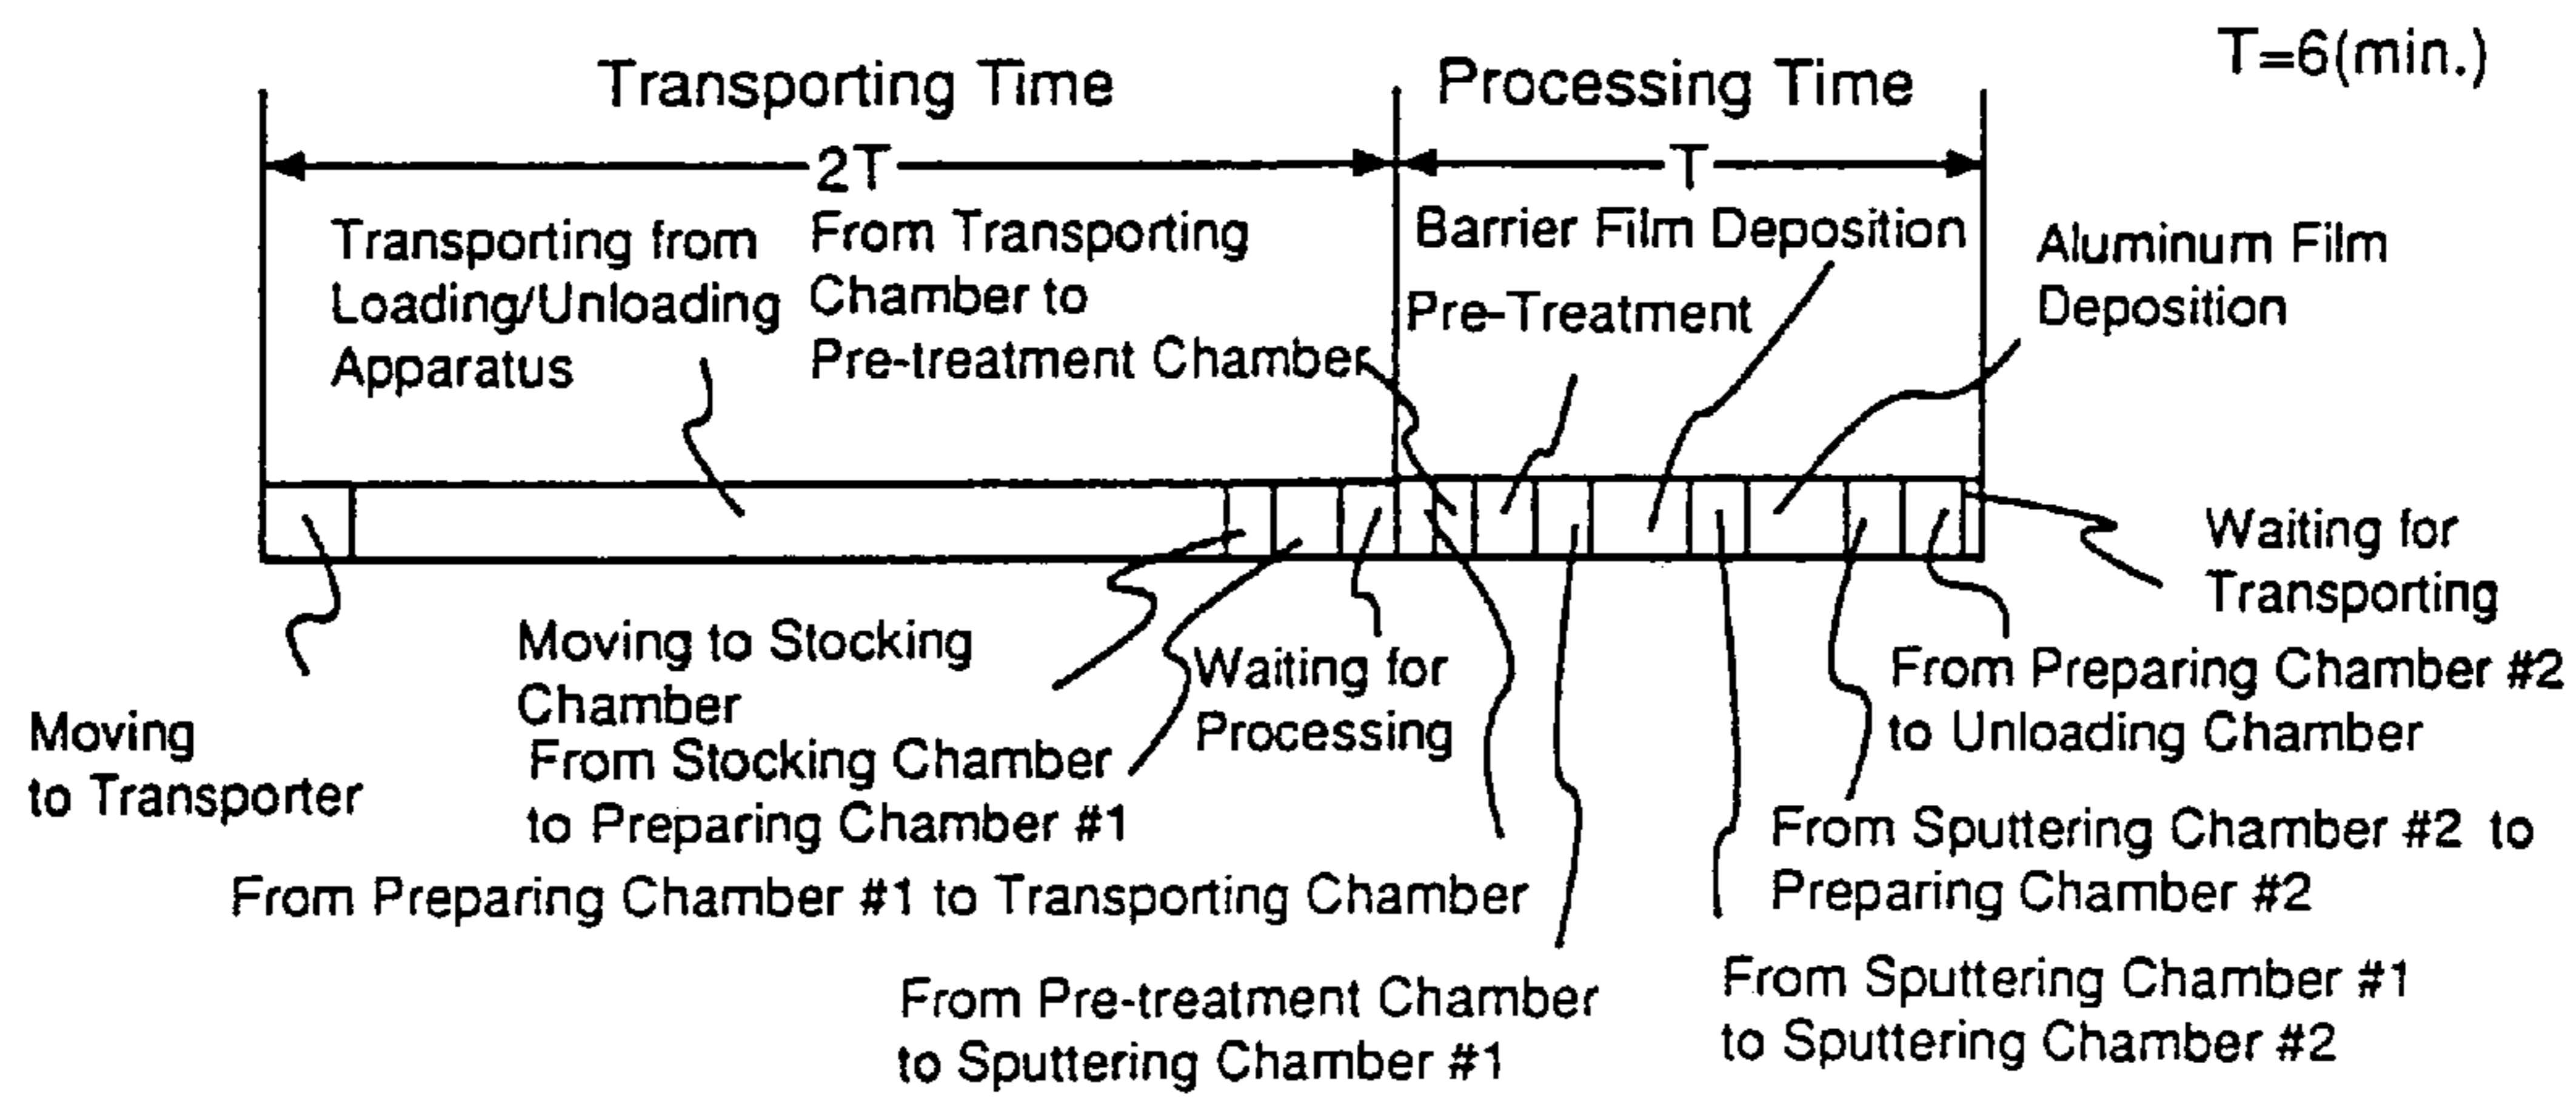 T=6(min.)
Transporting Time
Processing Time
2T
T
Transporting from
Loading/Unloading
Apparatus
From Transporting
Chamber to
Pre-treatment Chamber
Barrier Film Deposition
Pre-Treatment
Aluminum Film
Deposition
Waiting for
Transporting
Moving
to Transporter
Moving to Stocking
Chamber
From Stocking Chamber
to Preparing Chamber #1
Waiting for
Processing
From Preparing Chamber #2
to Unloading Chamber
From Preparing Chamber #1 to Transporting Chamber
From Sputtering Chamber #2 to
Preparing Chamber #2
From Pre-treatment Chamber
to Sputtering Chamber #1
From Sputtering Chamber #1
to Sputtering Chamber #2